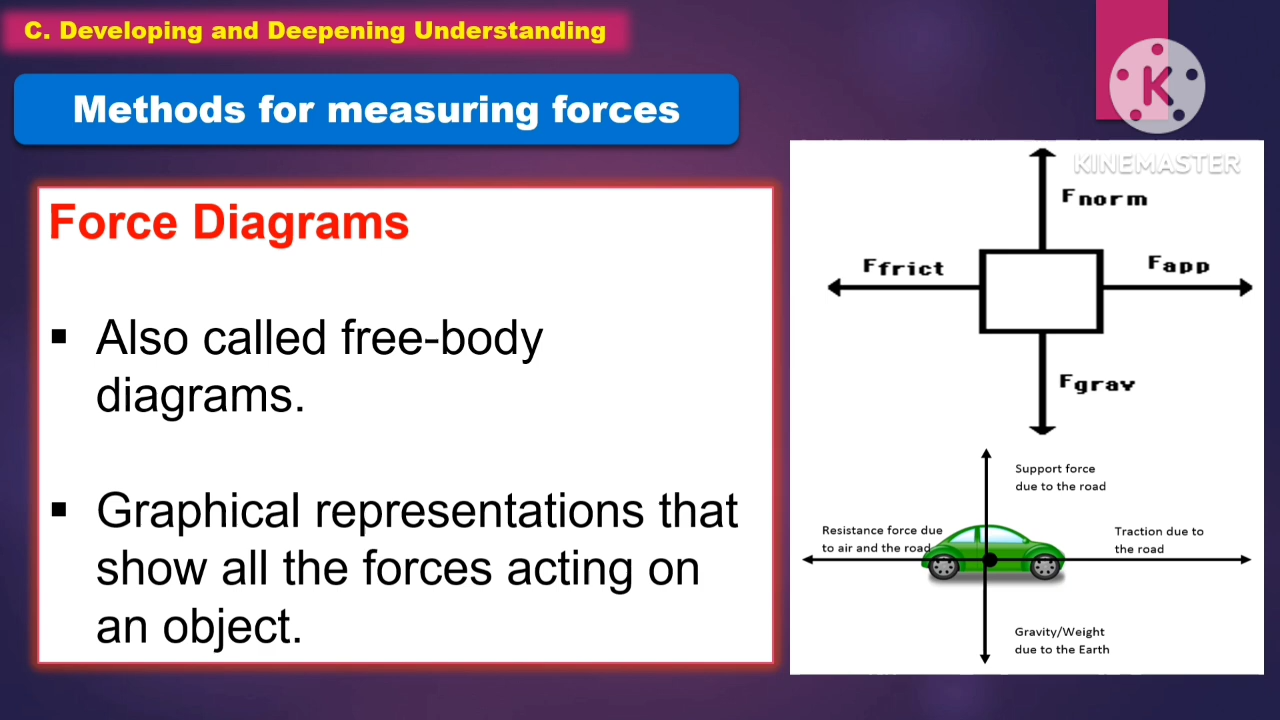 C. Developing and Deepening Understanding
Methods for measuring forces
Force Diagrams
▪ Also called free-body
diagrams.
▪ Graphical representations that
show all the forces acting on
an object.
K
KINEMASTER
Fnorm
Ffrict
Fapp
Fgrav
Support force
due to the road
Resistance force due
to air and the road
Traction due to
the road
Gravity/Weight
due to the Earth